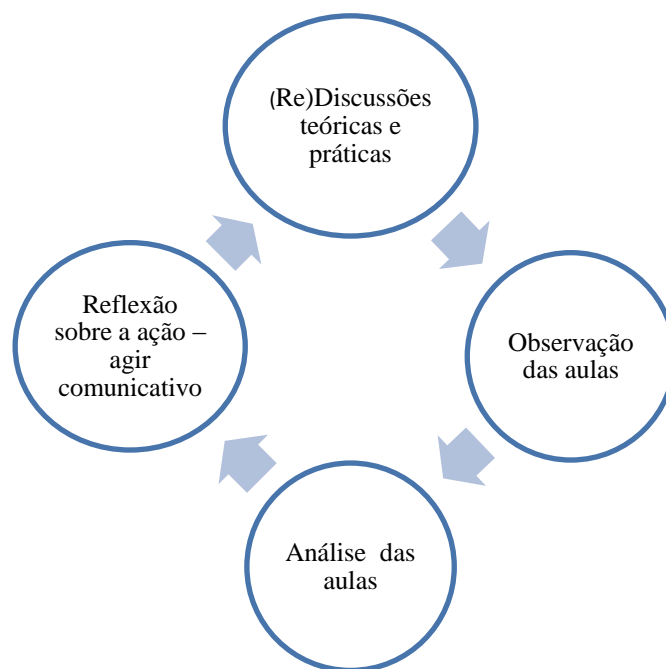 (Re)Discussões
teóricas e
práticas
Observação
das aulas
Análise das
aulas
Reflexão
sobre a ação –
agir
comunicativo